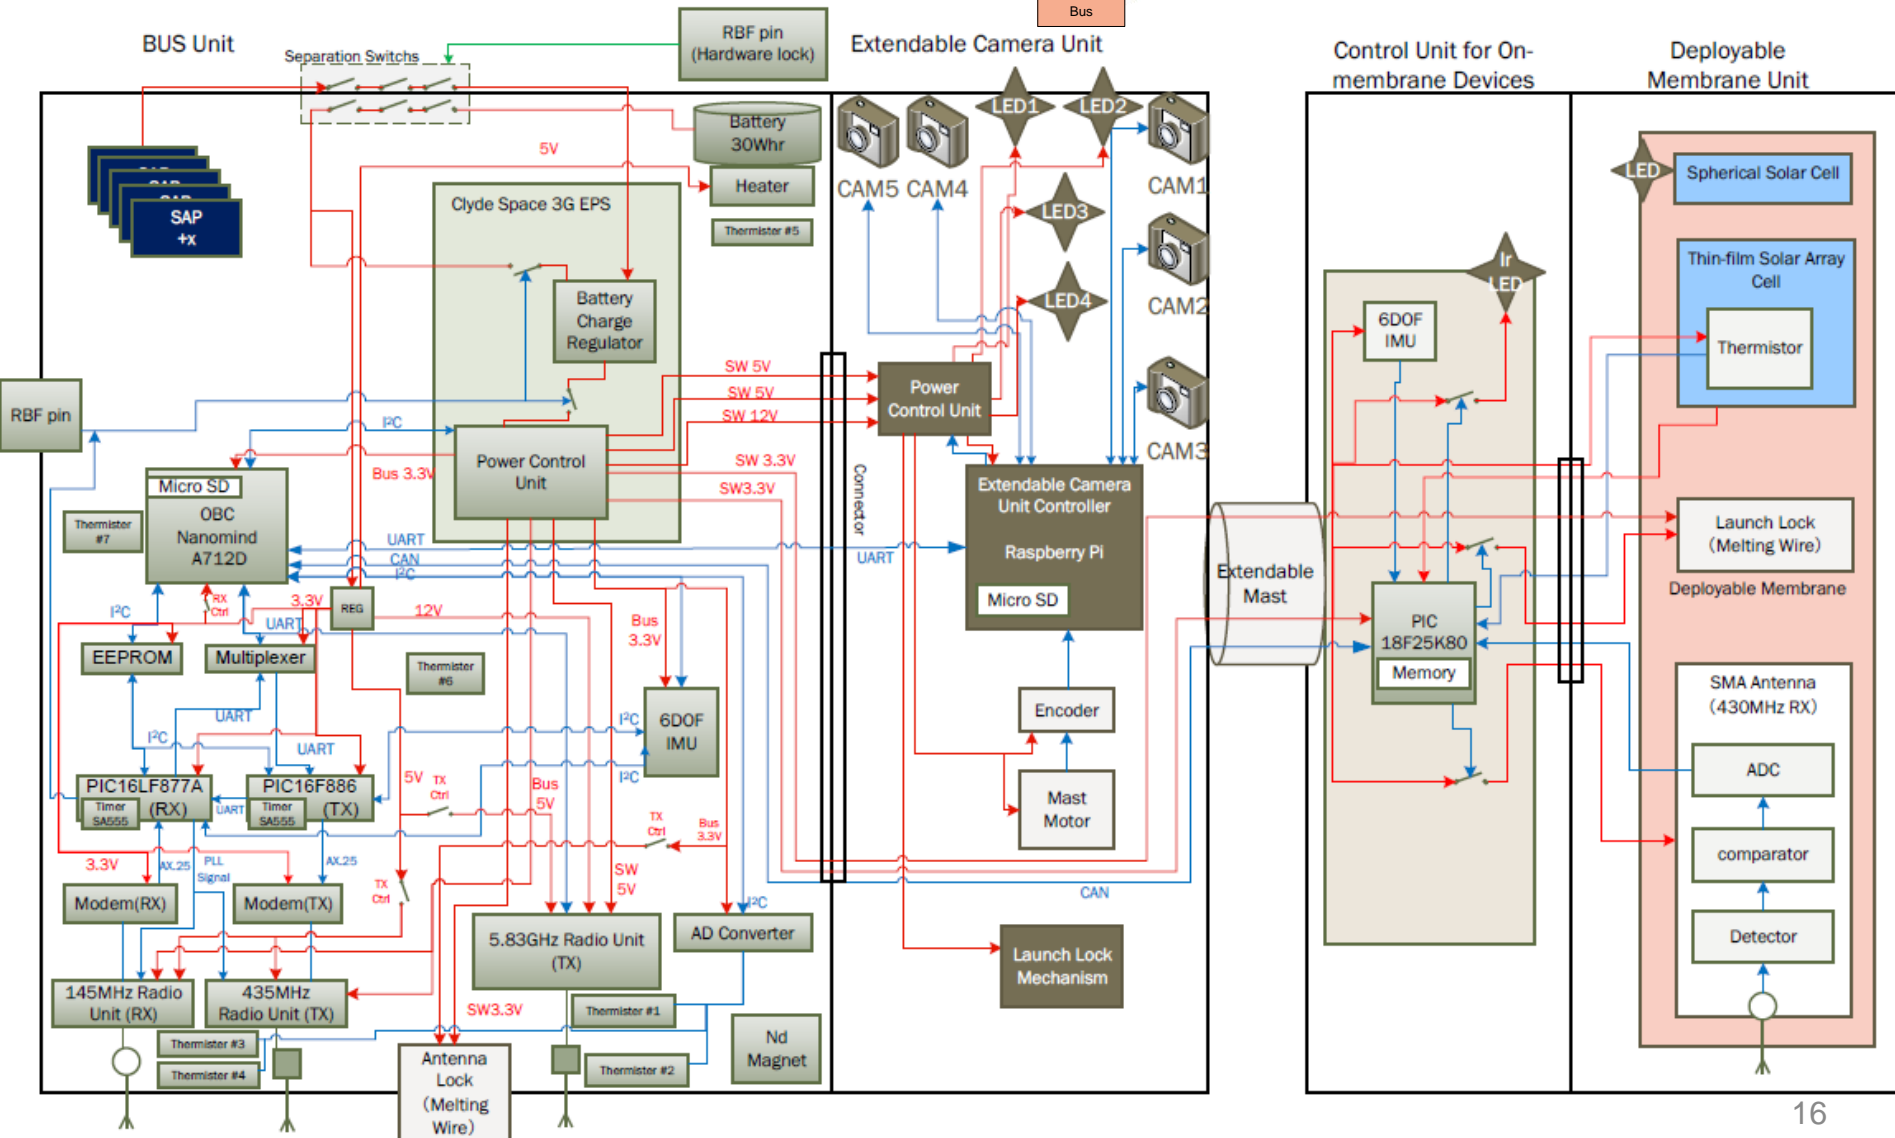 Bus
BUS Unit
Separation Switchs
RBF pin
(Hardware lock)
Extendable Camera Unit
Control Unit for On-
membrane Devices
Deployable
Membrane Unit
Battery
30Whr
5V
Heater
Thermister #5
SAP
+x
Clyde Space 3G EPS
Battery
Charge
Regulator
RBF pin
I²C
Bus 3.3V
Power Control
Unit
SW 5V
SW 5V
SW 12V
SW 3.3V
SW3.3V
Micro SD
OBC
Nanomind
A712D
Thermister
#7
UART
CAN
I²C
UART
I²C
RX
Ctrl
3.3V
REG
12V
UART
EEPROM
Multiplexer
Thermister
#6
Bus
3.3V
I²C
6DOF
IMU
I²C
UART
I²C
UART
PIC16LF877A
(RX)
Timer
SA555
UART
PIC16F886
(TX)
Timer
SA555
5V
TX
Ctrl
Bus
5V
TX
Ctrl
Bus
3.3V
3.3V
AX.25
PLL
Signal
AX.25
TX
Ctrl
SW
5V
I²C
Modem(RX)
Modem(TX)
5.83GHz Radio Unit
(TX)
AD Converter
145MHz Radio
Unit (RX)
435MHz
Radio Unit (TX)
SW3.3V
Thermister #1
Thermister #2
Thermister #3
Thermister #4
Nd
Magnet
Antenna
Lock
(Melting
Wire)
Connector
LED1
LED2
LED3
LED4
CAM5
CAM4
CAM1
CAM2
CAM3
Power
Control Unit
Extendable Camera
Unit Controller
Raspberry Pi
Micro SD
Encoder
Mast
Motor
CAN
Launch Lock
Mechanism
Extendable
Mast
Ir
LED
6DOF
IMU
PIC
18F25K80
Memory
LED
Spherical Solar Cell
Thin-film Solar Array
Cell
Thermistor
Launch Lock
(Melting Wire)
Deployable Membrane
SMA Antenna
(430MHz RX)
ADC
comparator
Detector
16